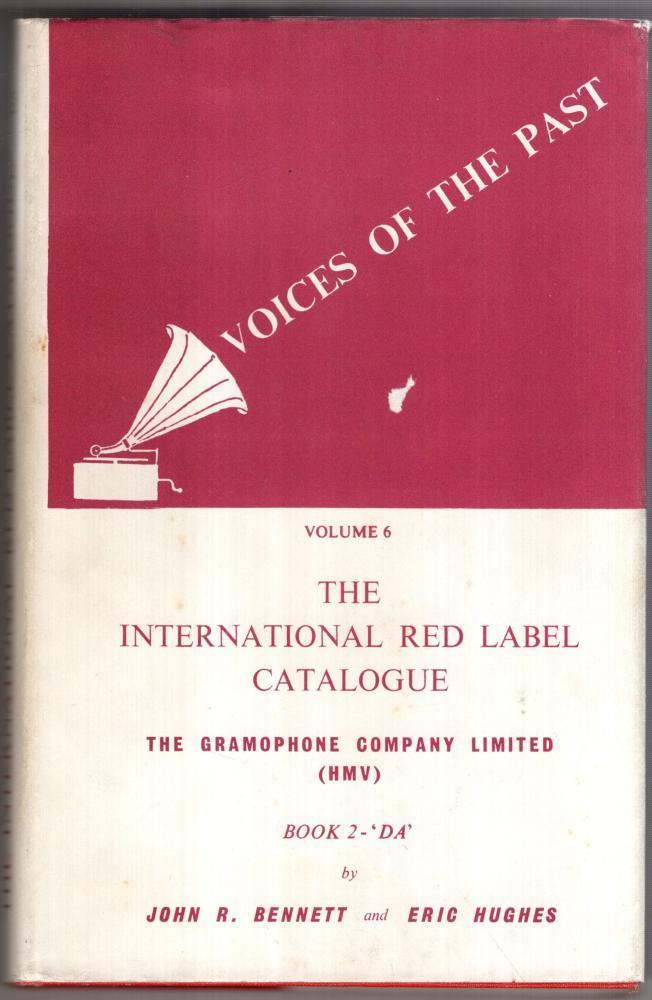 VOICES OF THE PAST
VOLUME 6
THE
INTERNATIONAL RED LABEL
CATALOGUE
THE GRAMOPHONE COMPANY LIMITED
(HMV)
BOOK 2-‘DA’
by
JOHN R. BENNETT and ERIC HUGHES